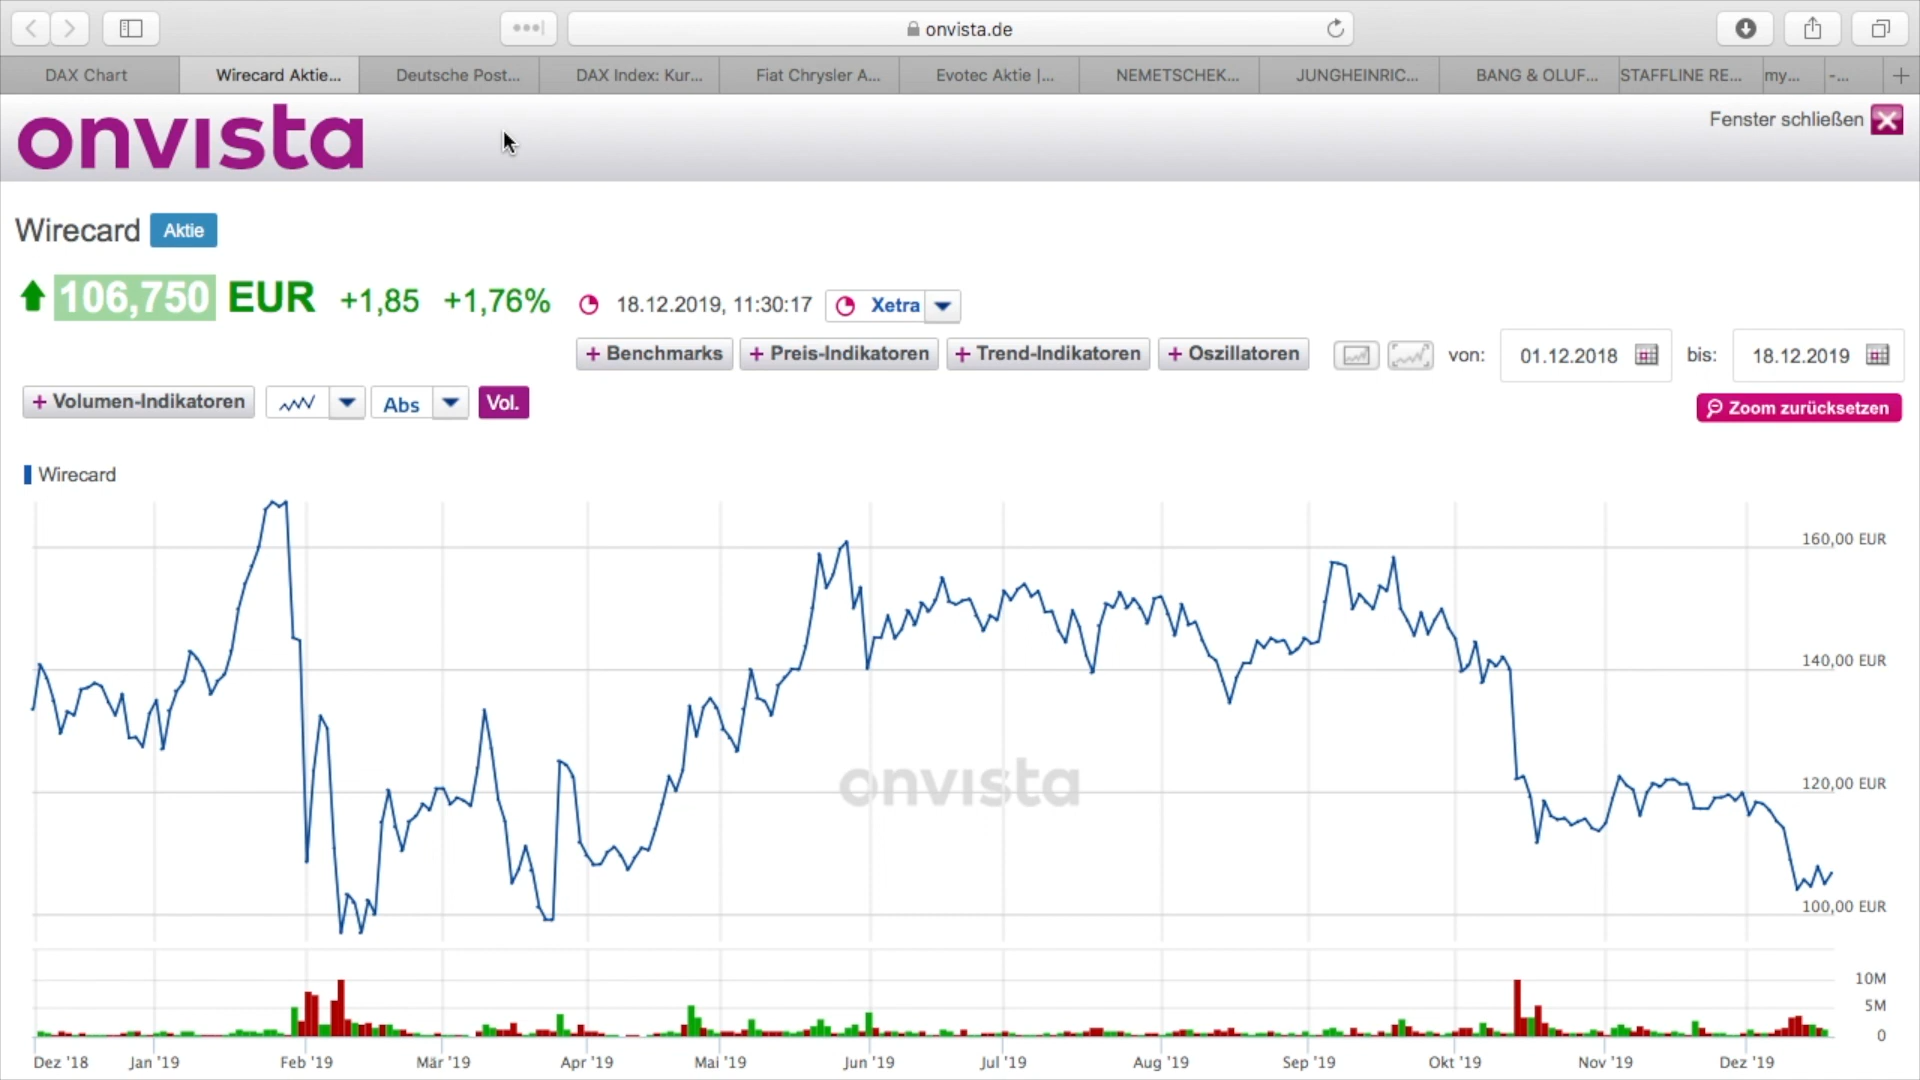 onvista.de
DAX Chart
Wirecard Aktie...
Deutsche Post...
DAX Index: Kur...
Fiat Chrysler A...
Evotec Aktie |...
NEMETSCHEK...
JUNGHEINRIC...
BANG & OLUF...
STAFFLINE RE...
my...
-...
onvista
Fenster schließen
Wirecard Aktie
106,750 EUR +1,85 +1,76% 18.12.2019, 11:30:17 Xetra
+ Benchmarks + Preis-Indikatoren + Trend-Indikatoren + Oszillatoren von: 01.12.2018 bis: 18.12.2019
+ Volumen-Indikatoren Abs Vol. Zoom zurücksetzen
Wirecard
160,00 EUR
140,00 EUR
120,00 EUR
onvista
100,00 EUR
10M
5M
0
Dez '18 Jan '19 Feb '19 Mär '19 Apr '19 Mai '19 Jun '19 Jul '19 Aug '19 Sep '19 Okt '19 Nov '19 Dez '19